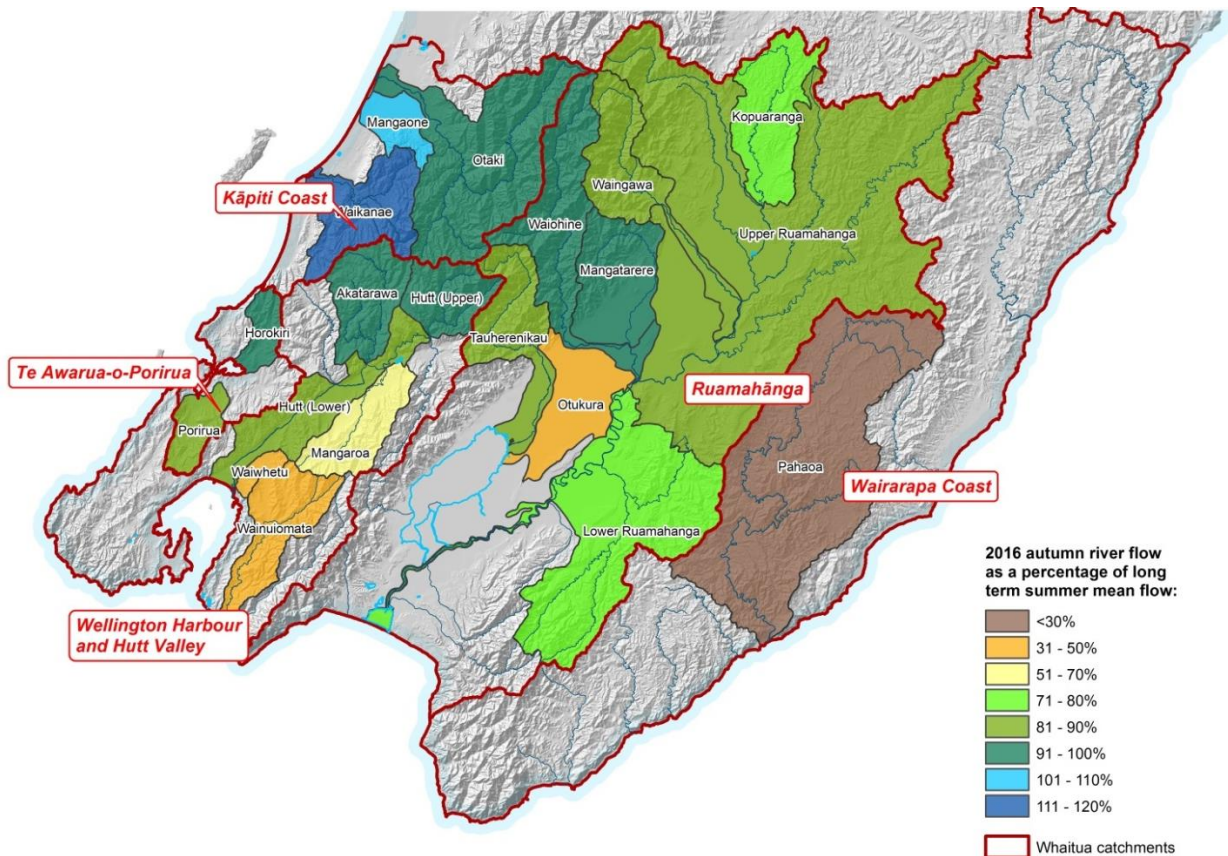 Kopuaranga
Mangaone
Otaki
Waingawa
Kāpiti Coast
Waikanae
Waiohine
Upper Ruamahanga
Mangatarere
Akatarawa
Hutt (Upper)
Horokiri
Tauherenikau
Te Awarua-o-Porirua
Ruamahānga
Otukura
Hutt (Lower)
Porirua
Mangaroa
Pahaoa
Waiwhetu
Wairarapa Coast
Wainuiomata
Lower Ruamahanga
Wellington Harbour
and Hutt Valley
2016 autumn river flow
as a percentage of long
term summer mean flow:
<30%
31 - 50%
51 - 70%
71 - 80%
81 - 90%
91 - 100%
101 - 110%
111 - 120%
Whaitua catchments